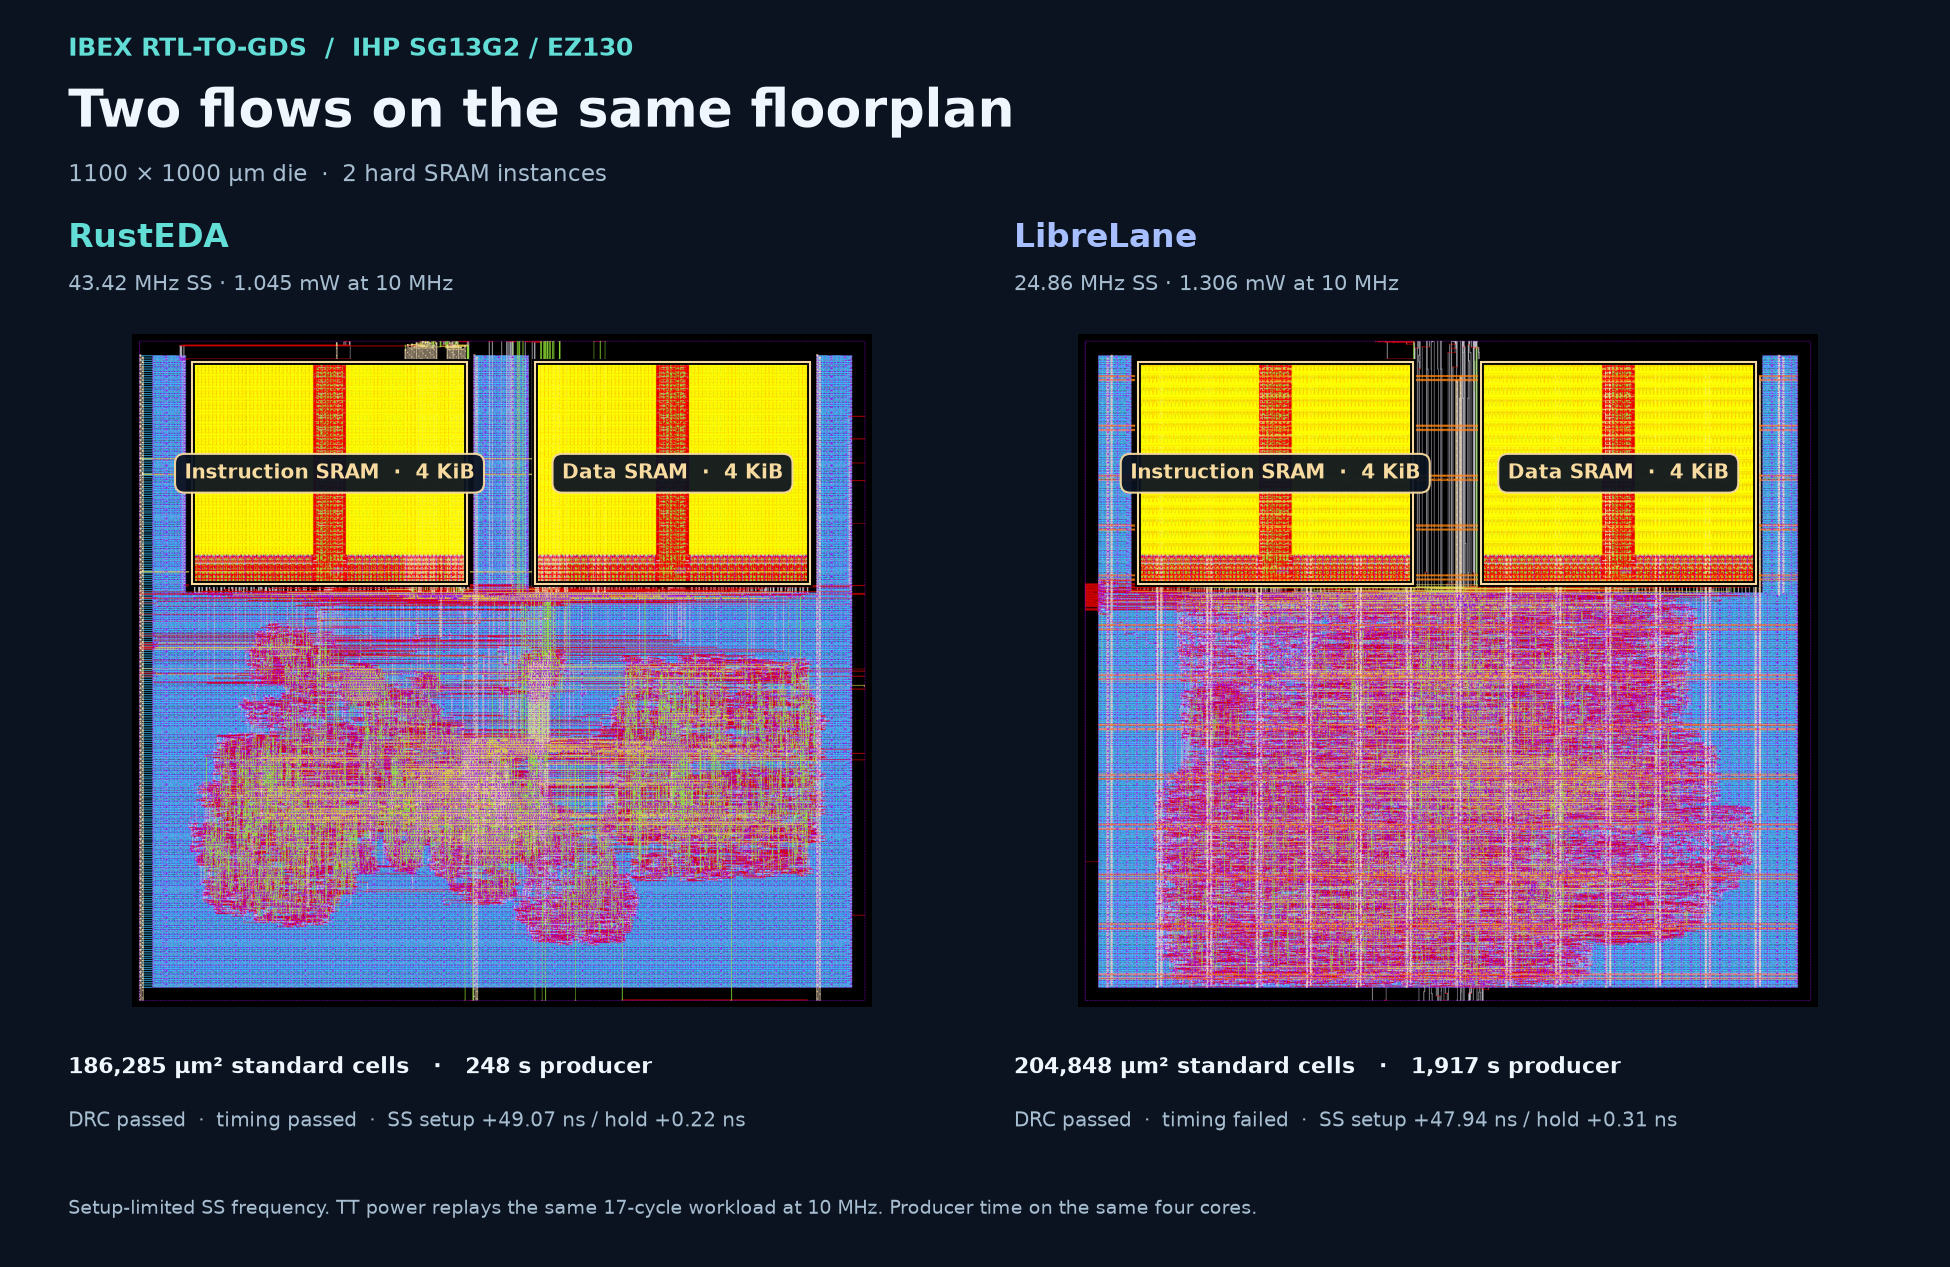 IBEX RTL-TO-GDS / IHP SG13G2 / EZ130
Two flows on the same floorplan
1100 × 1000 µm die · 2 hard SRAM instances
RustEDA
43.42 MHz SS · 1.045 mW at 10 MHz
Instruction SRAM · 4 KiB
Data SRAM · 4 KiB
186,285 µm² standard cells · 248 s producer
DRC passed · timing passed · SS setup +49.07 ns / hold +0.22 ns
LibreLane
24.86 MHz SS · 1.306 mW at 10 MHz
Instruction SRAM · 4 KiB
Data SRAM · 4 KiB
204,848 µm² standard cells · 1,917 s producer
DRC passed · timing failed · SS setup +47.94 ns / hold +0.31 ns
Setup-limited SS frequency. TT power replays the same 17-cycle workload at 10 MHz. Producer time on the same four cores.